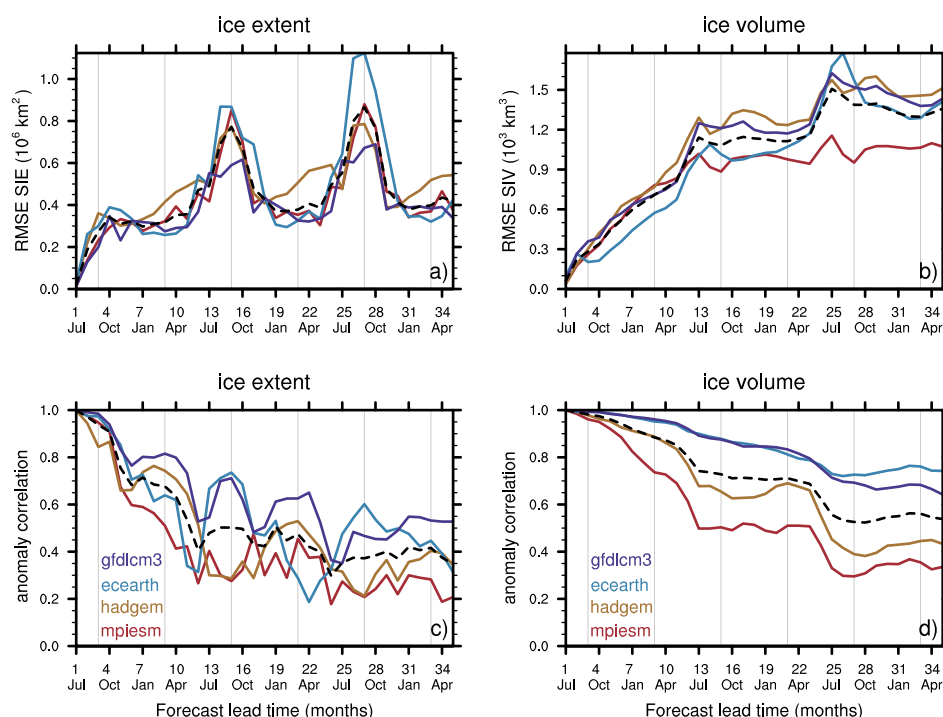 ice extent
RMSE SIE (10⁶ km²)
1.0
0.8
0.6
0.4
0.2
0.0
a)
1 4 7 10 13 16 19 22 25 28 31 34
Jul Oct Jan Apr Jul Oct Jan Apr Jul Oct Jan Apr
ice volume
RMSE SIV (10³ km³)
1.5
1.2
0.9
0.6
0.3
0.0
b)
1 4 7 10 13 16 19 22 25 28 31 34
Jul Oct Jan Apr Jul Oct Jan Apr Jul Oct Jan Apr
ice extent
anomaly correlation
1.0
0.8
0.6
0.4
0.2
0.0
gfdlcm3
ecearth
hadgem
mpiesm
c)
1 4 7 10 13 16 19 22 25 28 31 34
Jul Oct Jan Apr Jul Oct Jan Apr Jul Oct Jan Apr
Forecast lead time (months)
ice volume
anomaly correlation
1.0
0.8
0.6
0.4
0.2
0.0
gfdlcm3
ecearth
hadgem
mpiesm
d)
1 4 7 10 13 16 19 22 25 28 31 34
Jul Oct Jan Apr Jul Oct Jan Apr Jul Oct Jan Apr
Forecast lead time (months)